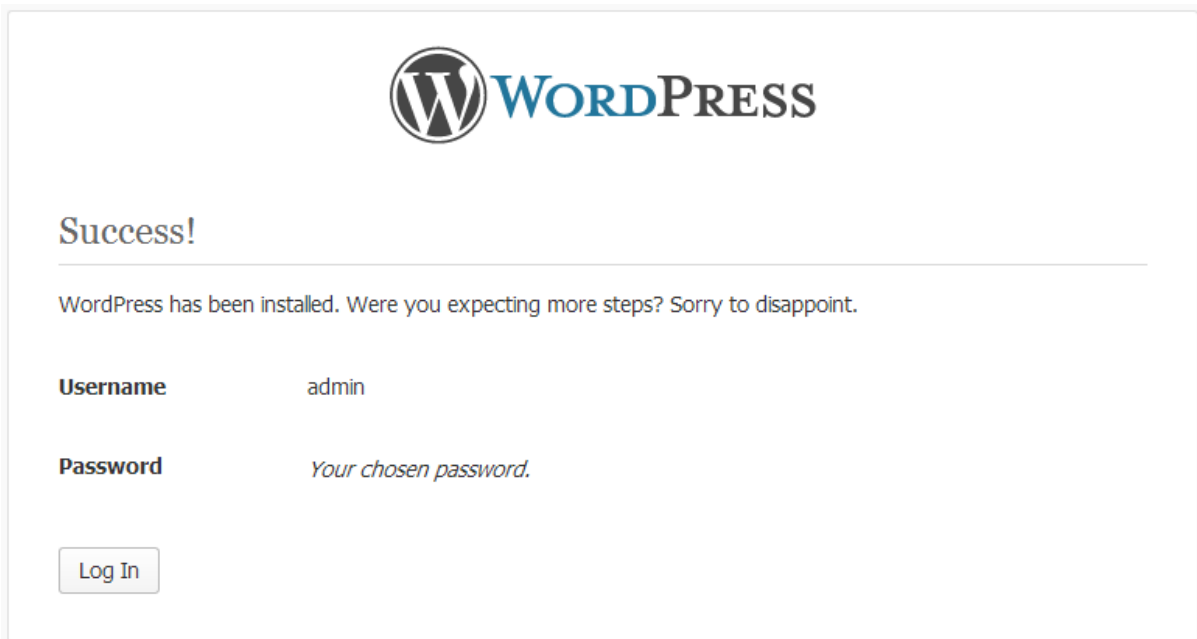 WORDPRESS
Success!
WordPress has been installed. Were you expecting more steps? Sorry to disappoint.
Username admin
Password Your chosen password.
Log In